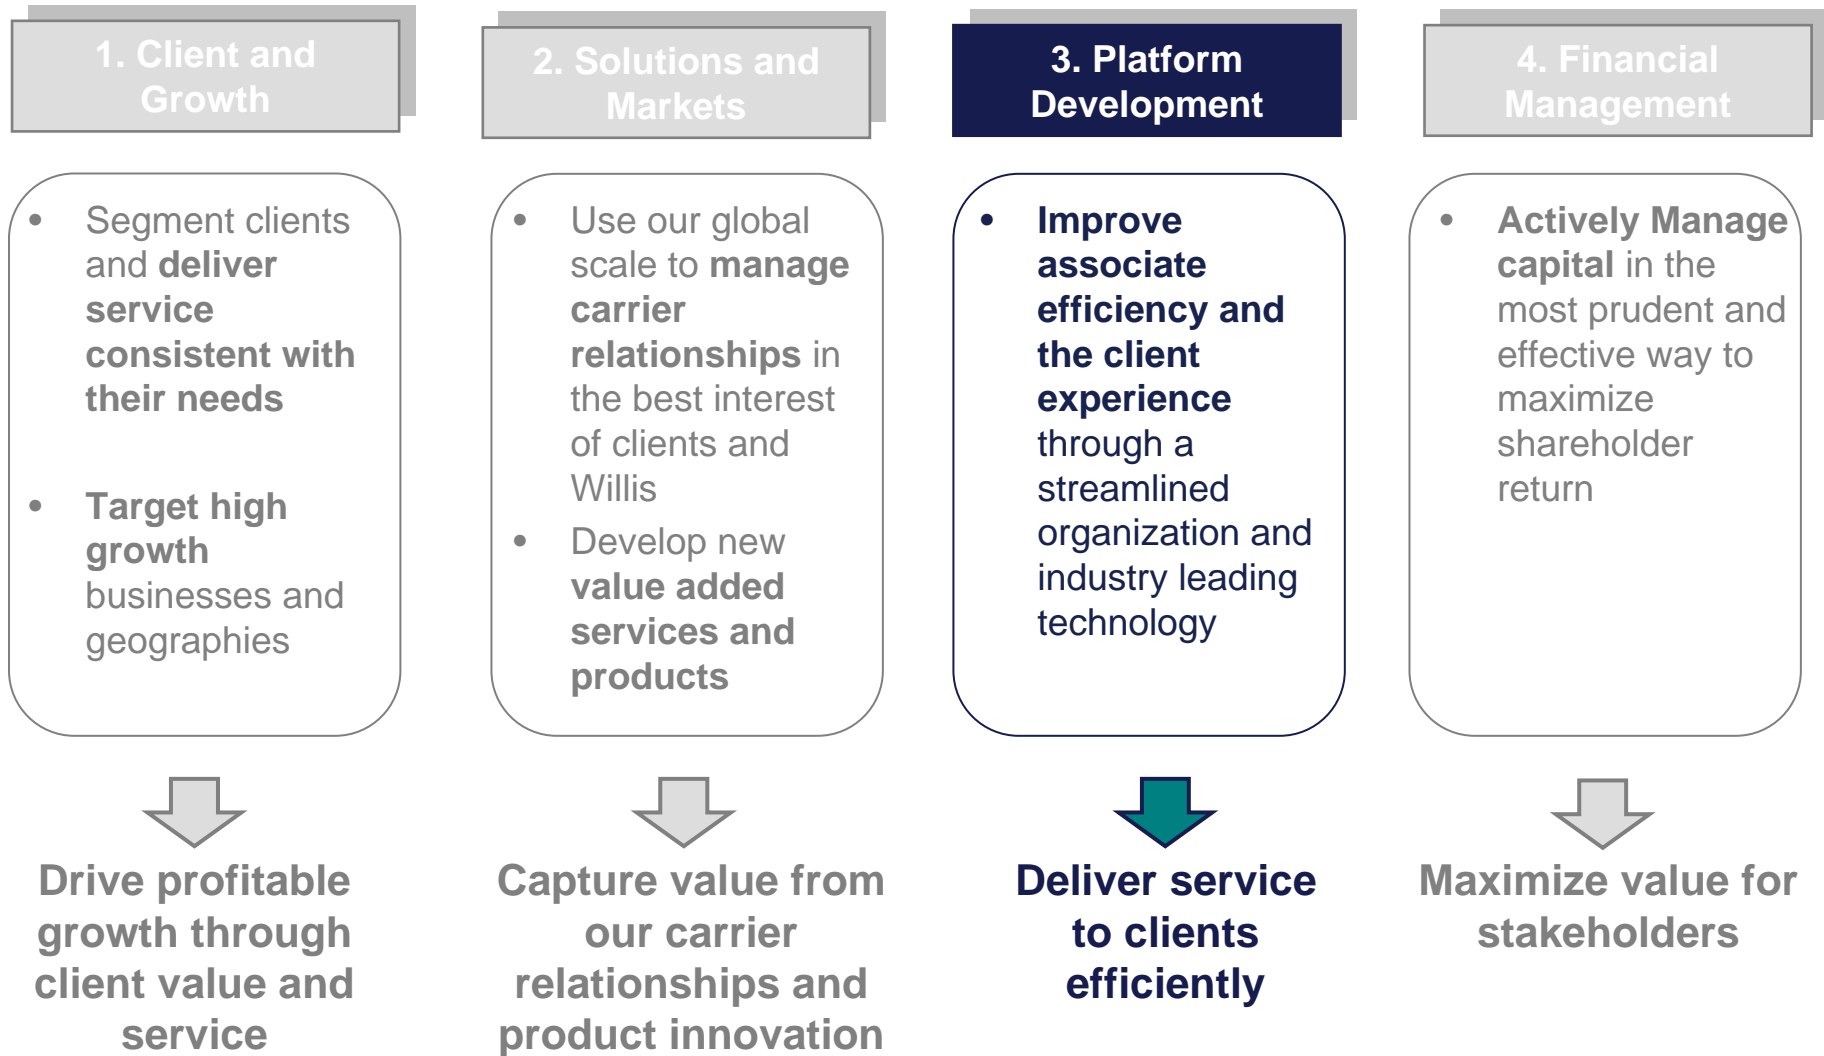 1. Client and
Growth
2. Solutions and
Markets
3. Platform
Development
4. Financial
Management
• Segment clients
and deliver
service
consistent with
their needs
• Target high
growth
businesses and
geographies
• Use our global
scale to manage
carrier
relationships in
the best interest
of clients and
Willis
• Develop new
value added
services and
products
• Improve
associate
efficiency and
the client
experience
through a
streamlined
organization and
industry leading
technology
• Actively Manage
capital in the
most prudent and
effective way to
maximize
shareholder
return
Drive profitable
growth through
client value and
service
Capture value from
our carrier
relationships and
product innovation
Deliver service
to clients
efficiently
Maximize value for
stakeholders